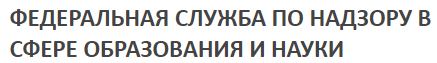 ФЕДЕРАЛЬНАЯ СЛУЖБА ПО НАДЗОРУ В
СФЕРЕ ОБРАЗОВАНИЯ И НАУКИ